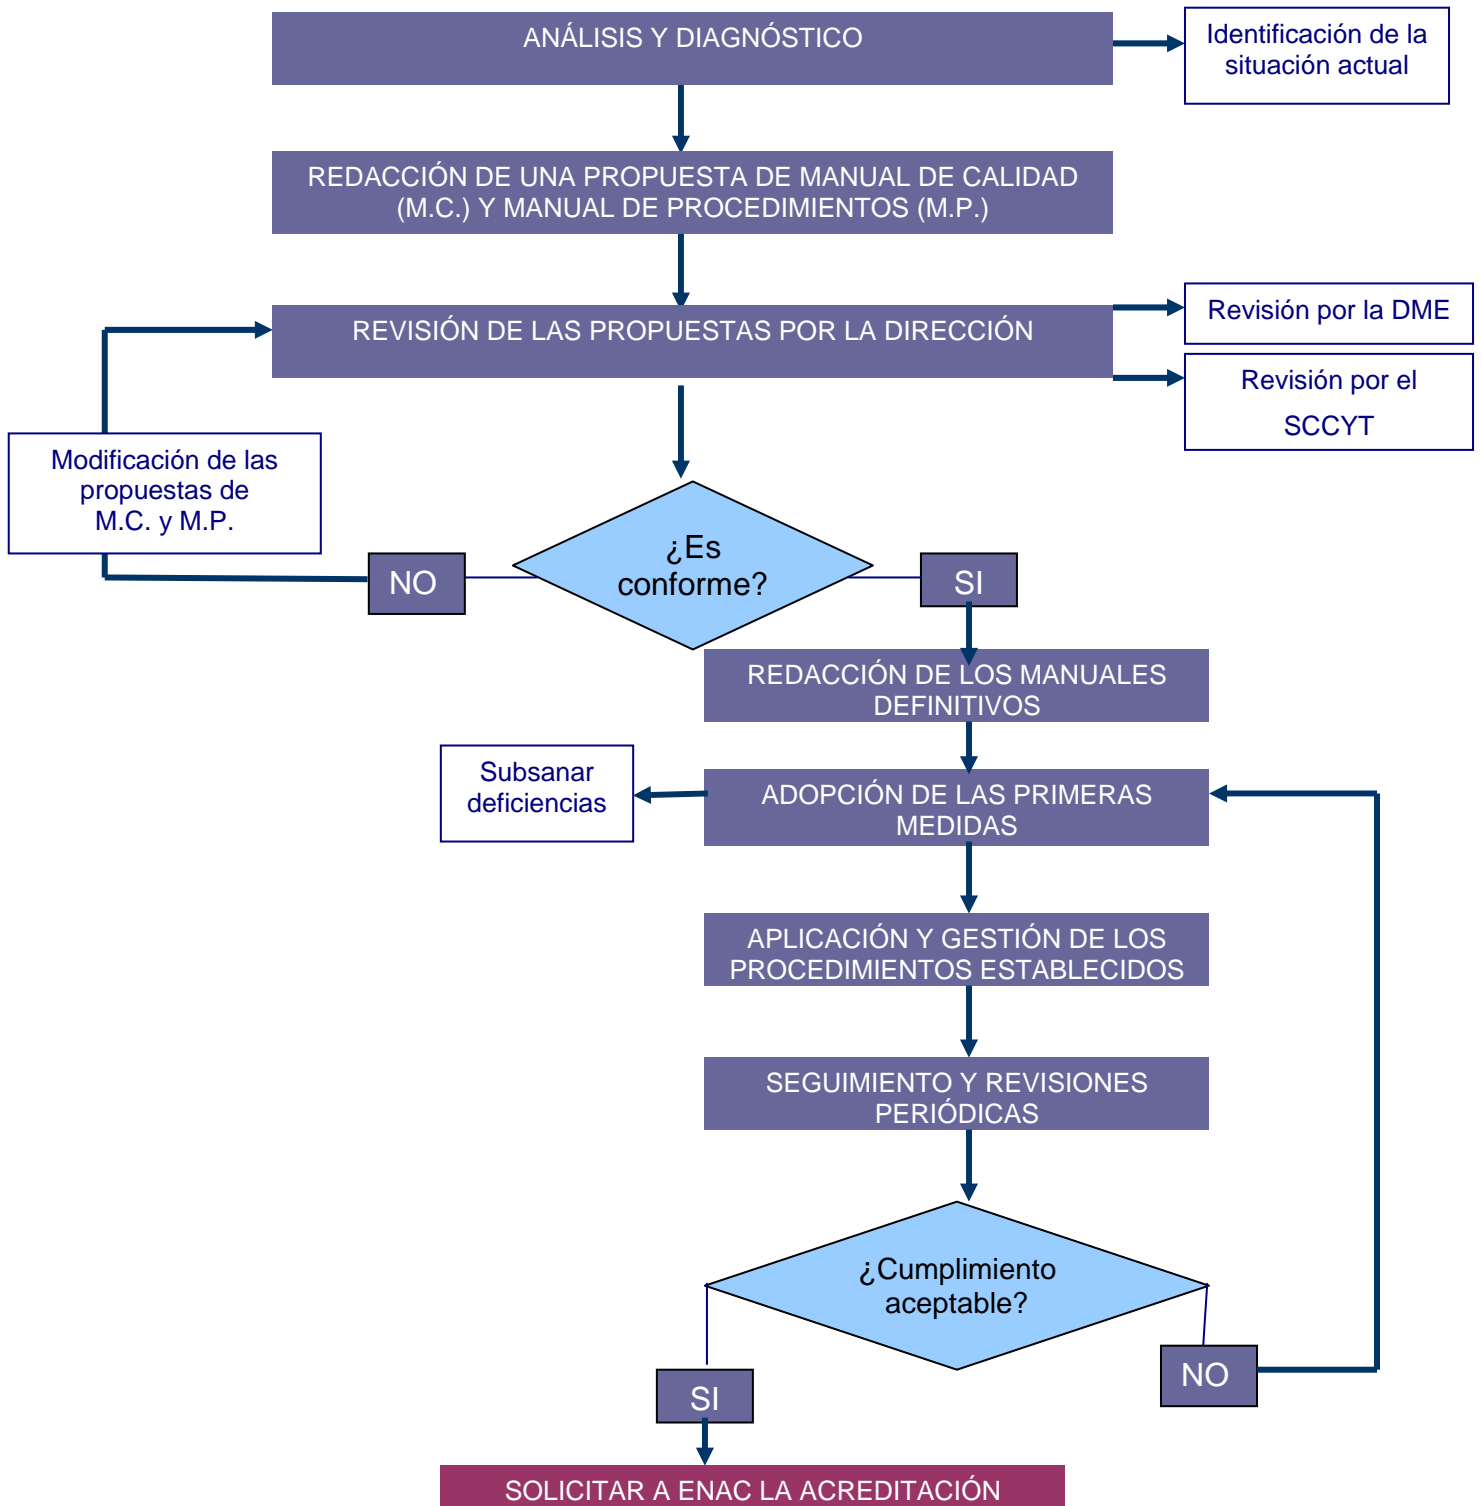 ANÁLISIS Y DIAGNÓSTICO
Identificación de la
situación actual
REDACCIÓN DE UNA PROPUESTA DE MANUAL DE CALIDAD
(M.C.) Y MANUAL DE PROCEDIMIENTOS (M.P.)
REVISIÓN DE LAS PROPUESTAS POR LA DIRECCIÓN
Revisión por la DME
Revisión por el
SCCYT
Modificación de las
propuestas de
M.C. y M.P.
¿Es
conforme?
NO
SI
REDACCIÓN DE LOS MANUALES
DEFINITIVOS
Subsanar
deficiencias
ADOPCIÓN DE LAS PRIMERAS
MEDIDAS
APLICACIÓN Y GESTIÓN DE LOS
PROCEDIMIENTOS ESTABLECIDOS
SEGUIMIENTO Y REVISIONES
PERIÓDICAS
¿Cumplimiento
aceptable?
SI
NO
SOLICITAR A ENAC LA ACREDITACIÓN